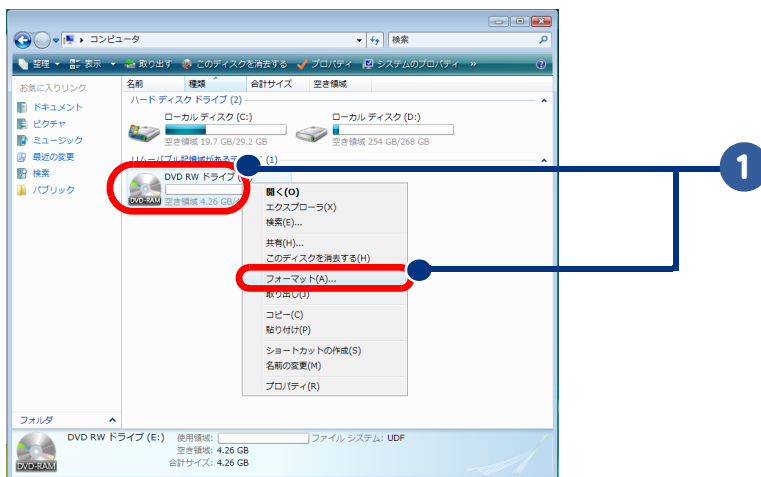 コンピュータ
検索
整理 表示 取り出す このディスクを消去する プロパティ システムのプロパティ »
お気に入りリンク
ドキュメント
ピクチャ
ミュージック
最近の変更
検索
パブリック
名前 種類 合計サイズ 空き領域
ハード ディスク ドライブ (2)
ローカル ディスク (C:)
空き領域 19.7 GB/29.2 GB
ローカル ディスク (D:)
空き領域 254 GB/268 GB
リムーバブル記憶域があるデ (1)
DVD RW ドライブ
DVD-RAM
空き領域 4.26 GB/
開く(O)
エクスプローラ(X)
検索(E)...
共有(H)...
このディスクを消去する(H)
フォーマット(A)...
取り出し(J)
コピー(C)
貼り付け(P)
ショートカットの作成(S)
名前の変更(M)
プロパティ(R)
1
フォルダ
DVD RW ドライブ (E:) 使用領域: ファイル システム: UDF
空き領域: 4.26 GB
合計サイズ: 4.26 GB
DVD-RAM